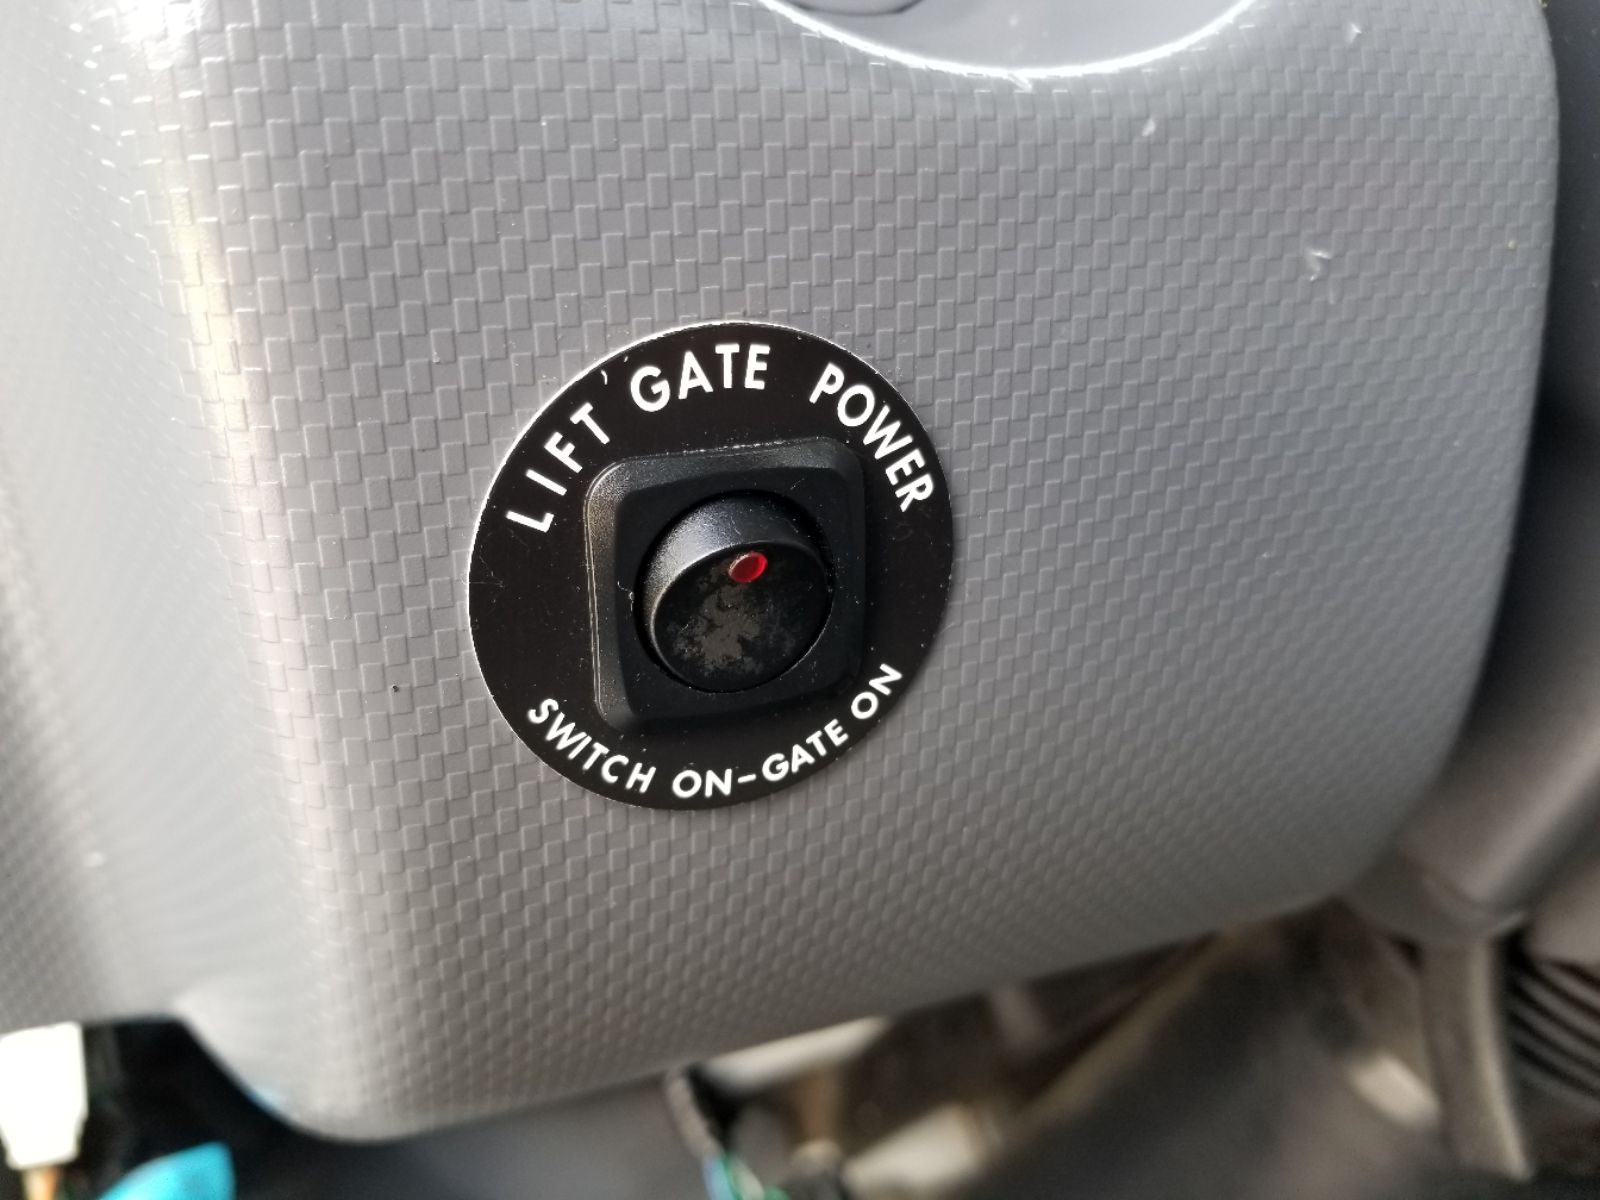 LIFT GATE POWER
SWITCH ON-GATE ON